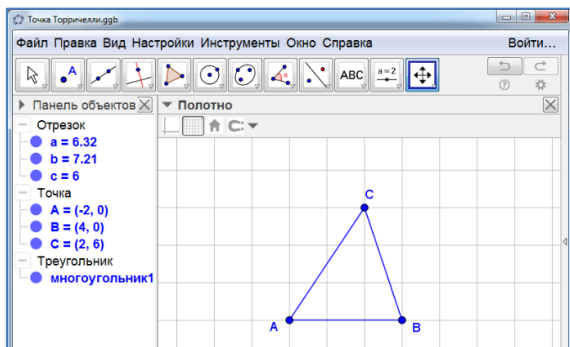 Точка Торричелли.ggb
Файл Правка Вид Настройки Инструменты Окно Справка Войти...
A ABC a=2
Панель объектов
Отрезок
a = 6.32
b = 7.21
c = 6
Точка
A = (-2, 0)
B = (4, 0)
C = (2, 6)
Треугольник
многоугольник1
Полотно
C
A
B